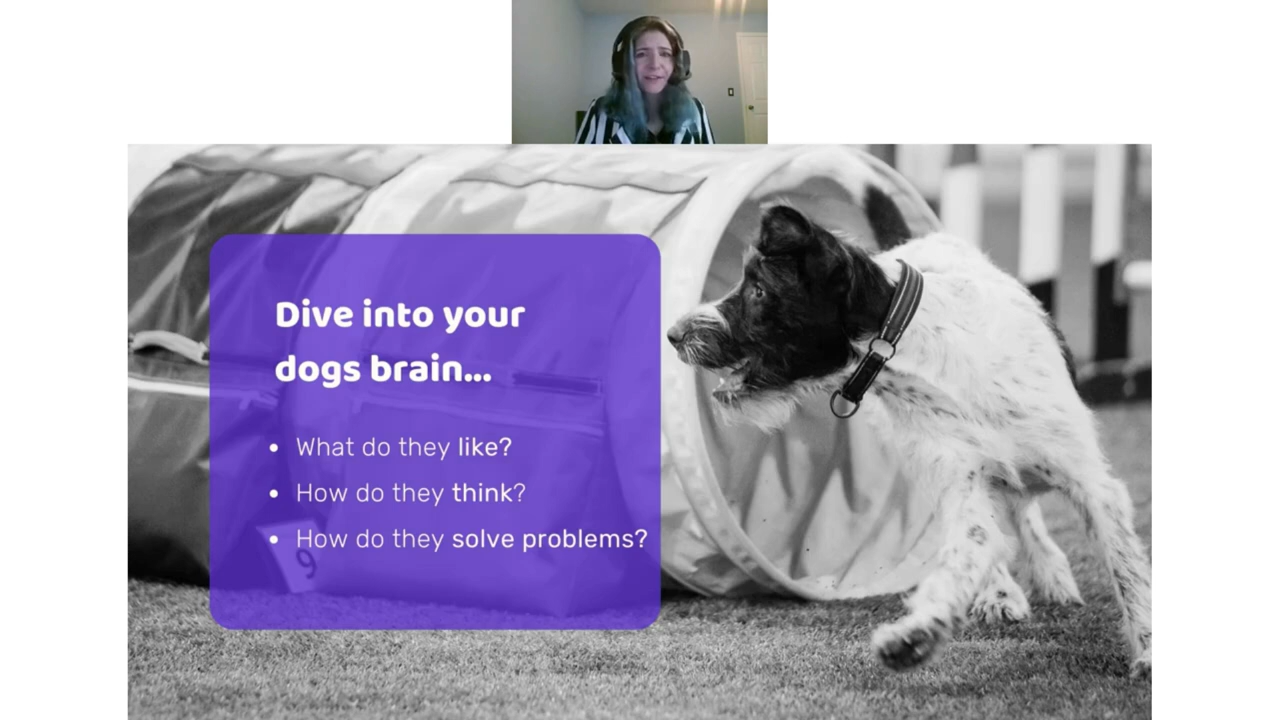 Dive into your
dogs brain...
• What do they like?
• How do they think?
• How do they solve problems?
9